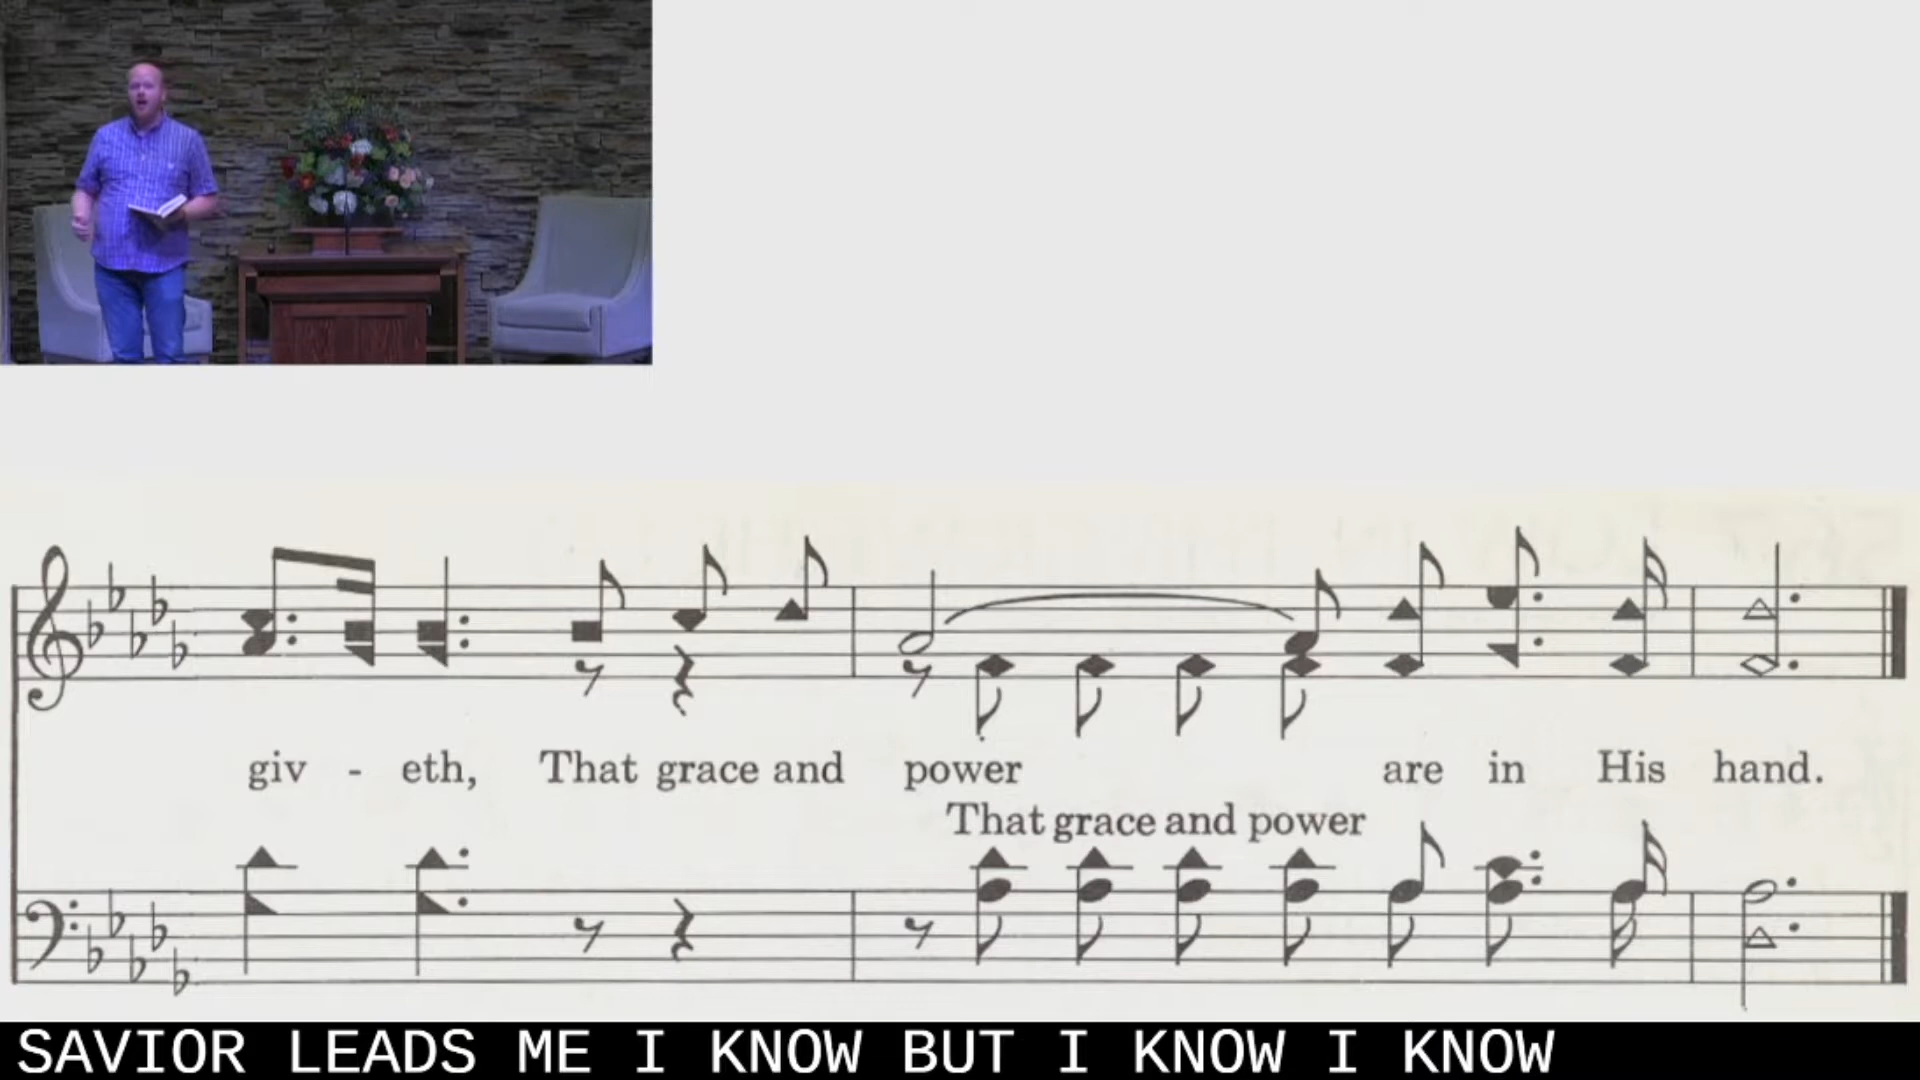 giv - eth, That grace and power are in His hand.
That grace and power
SAVIOR LEADS ME I KNOW BUT I KNOW I KNOW